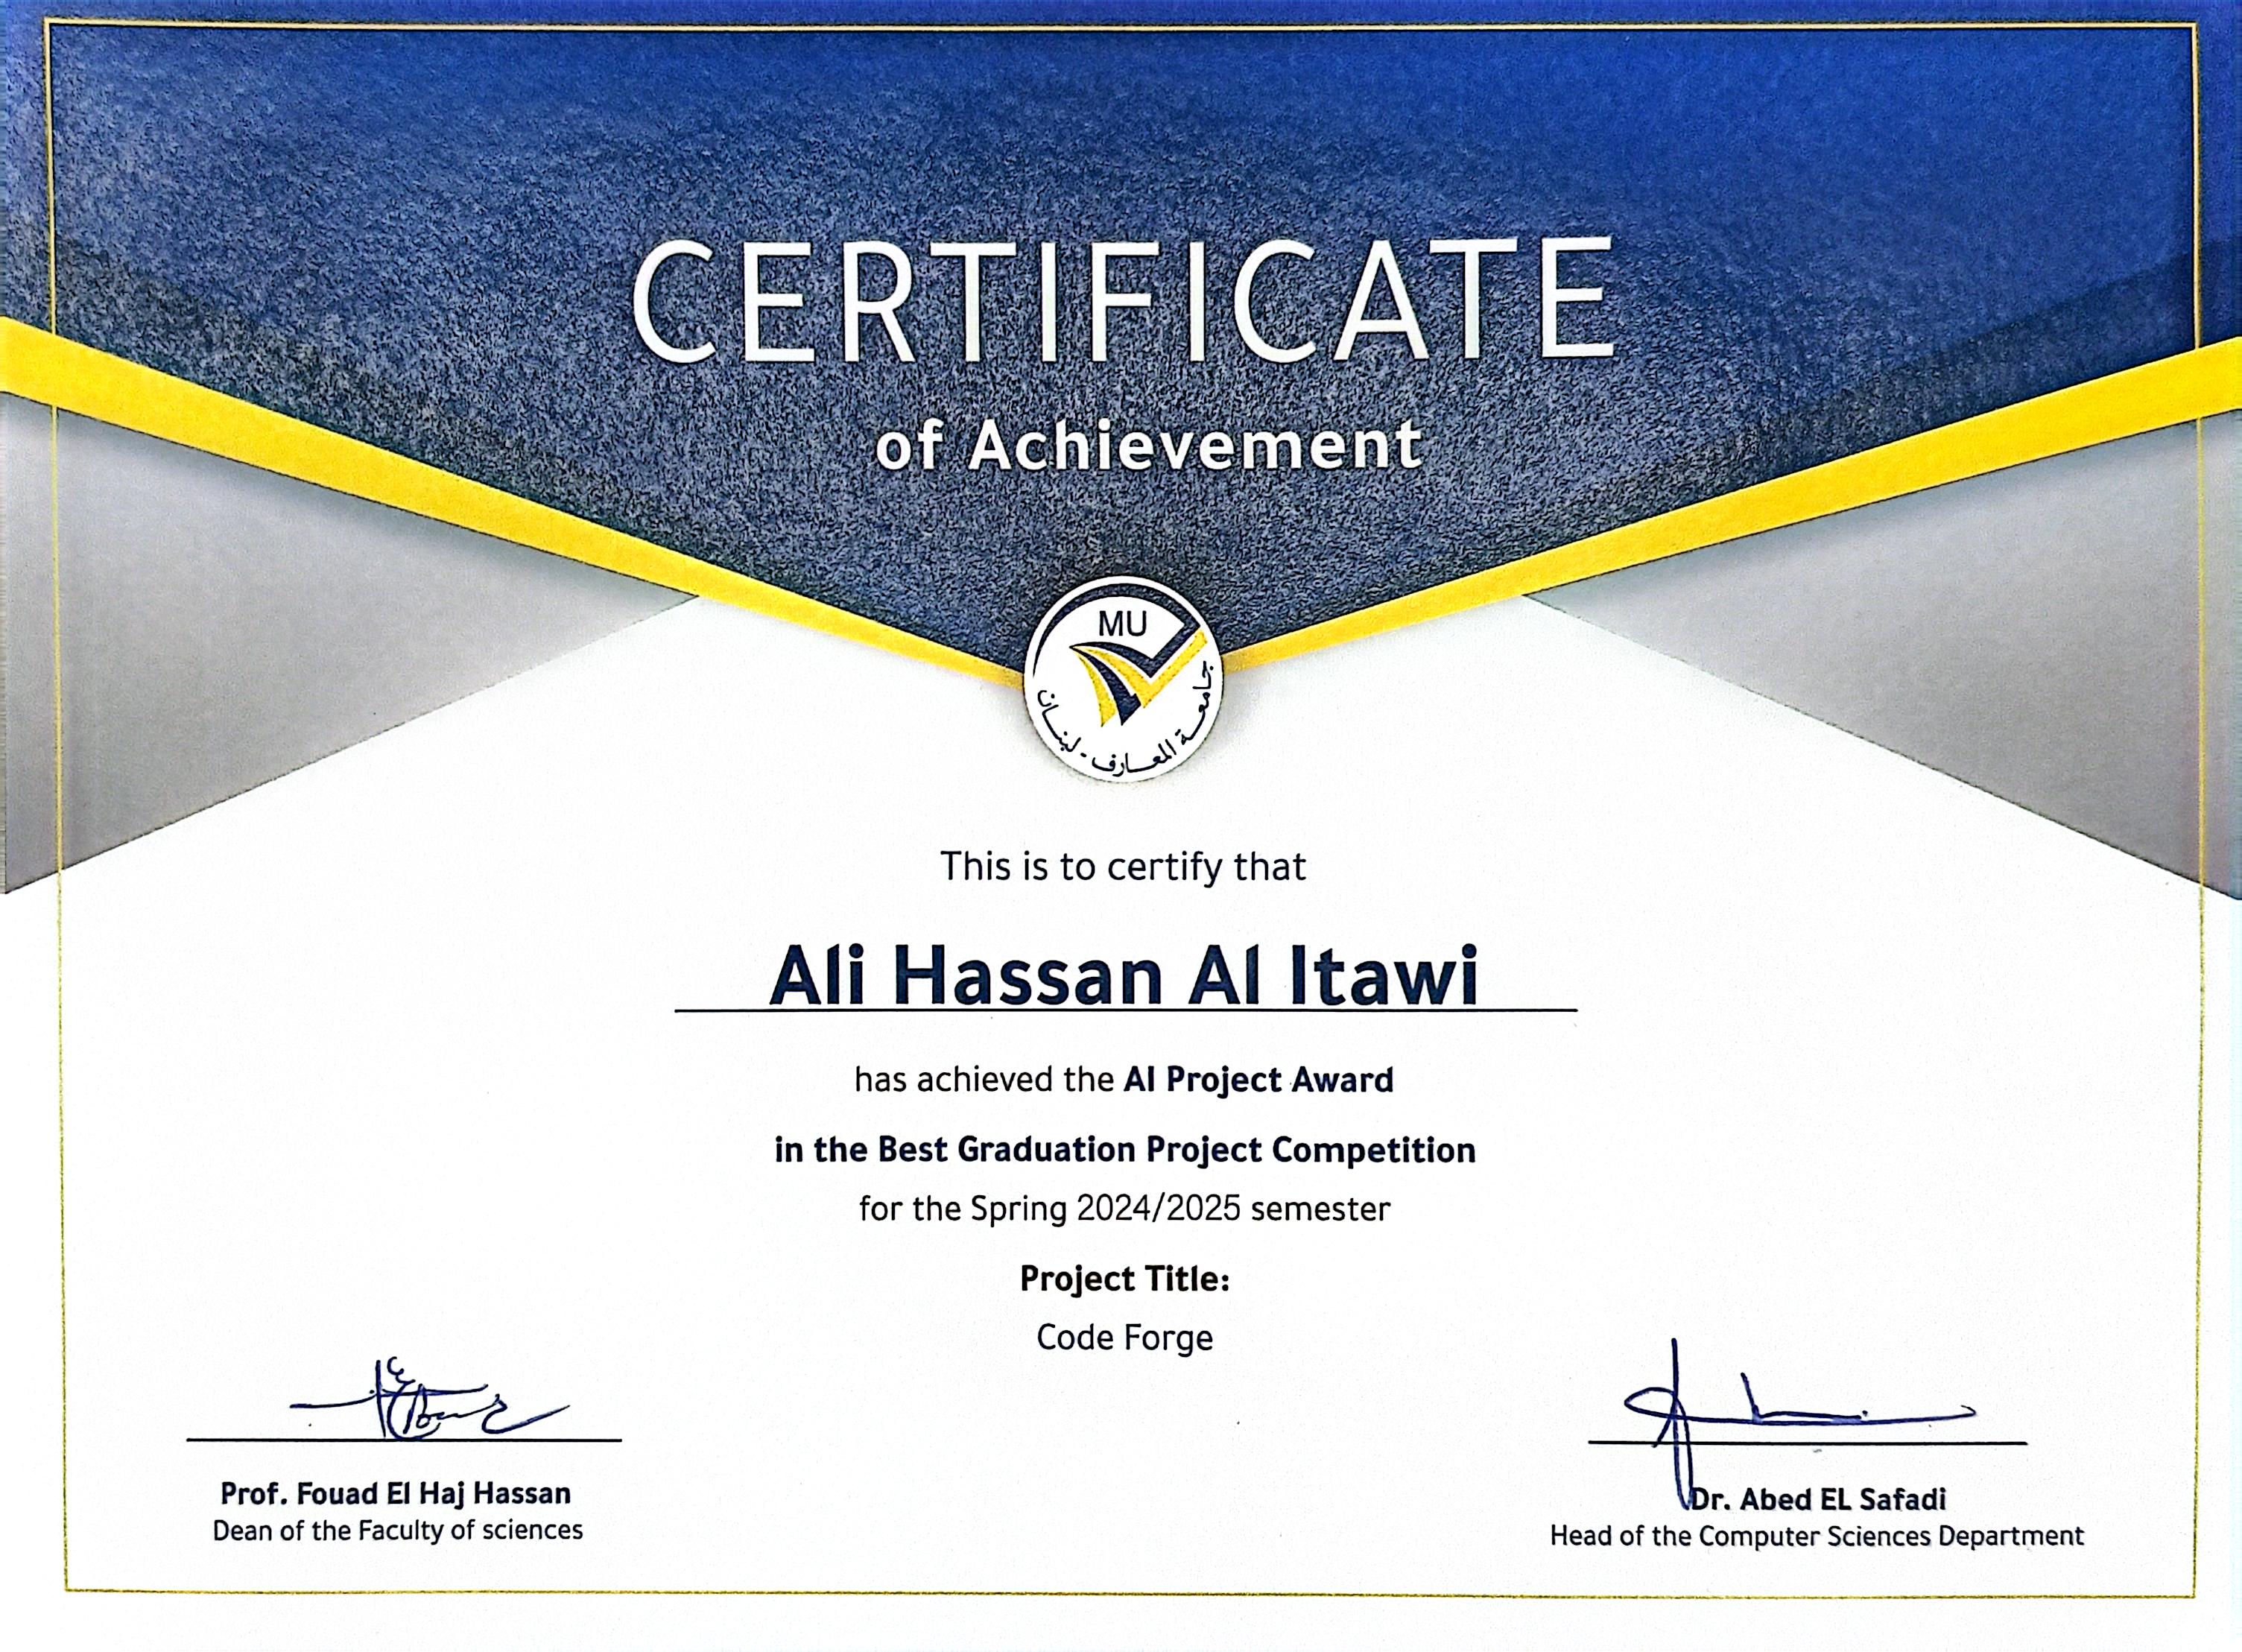 CERTIFICATE
of Achievement
MU
جامعة المعارف - لبنان
This is to certify that
Ali Hassan Al Itawi
has achieved the AI Project Award
in the Best Graduation Project Competition
for the Spring 2024/2025 semester
Project Title:
Code Forge
Prof. Fouad El Haj Hassan
Dean of the Faculty of sciences
Dr. Abed EL Safadi
Head of the Computer Sciences Department